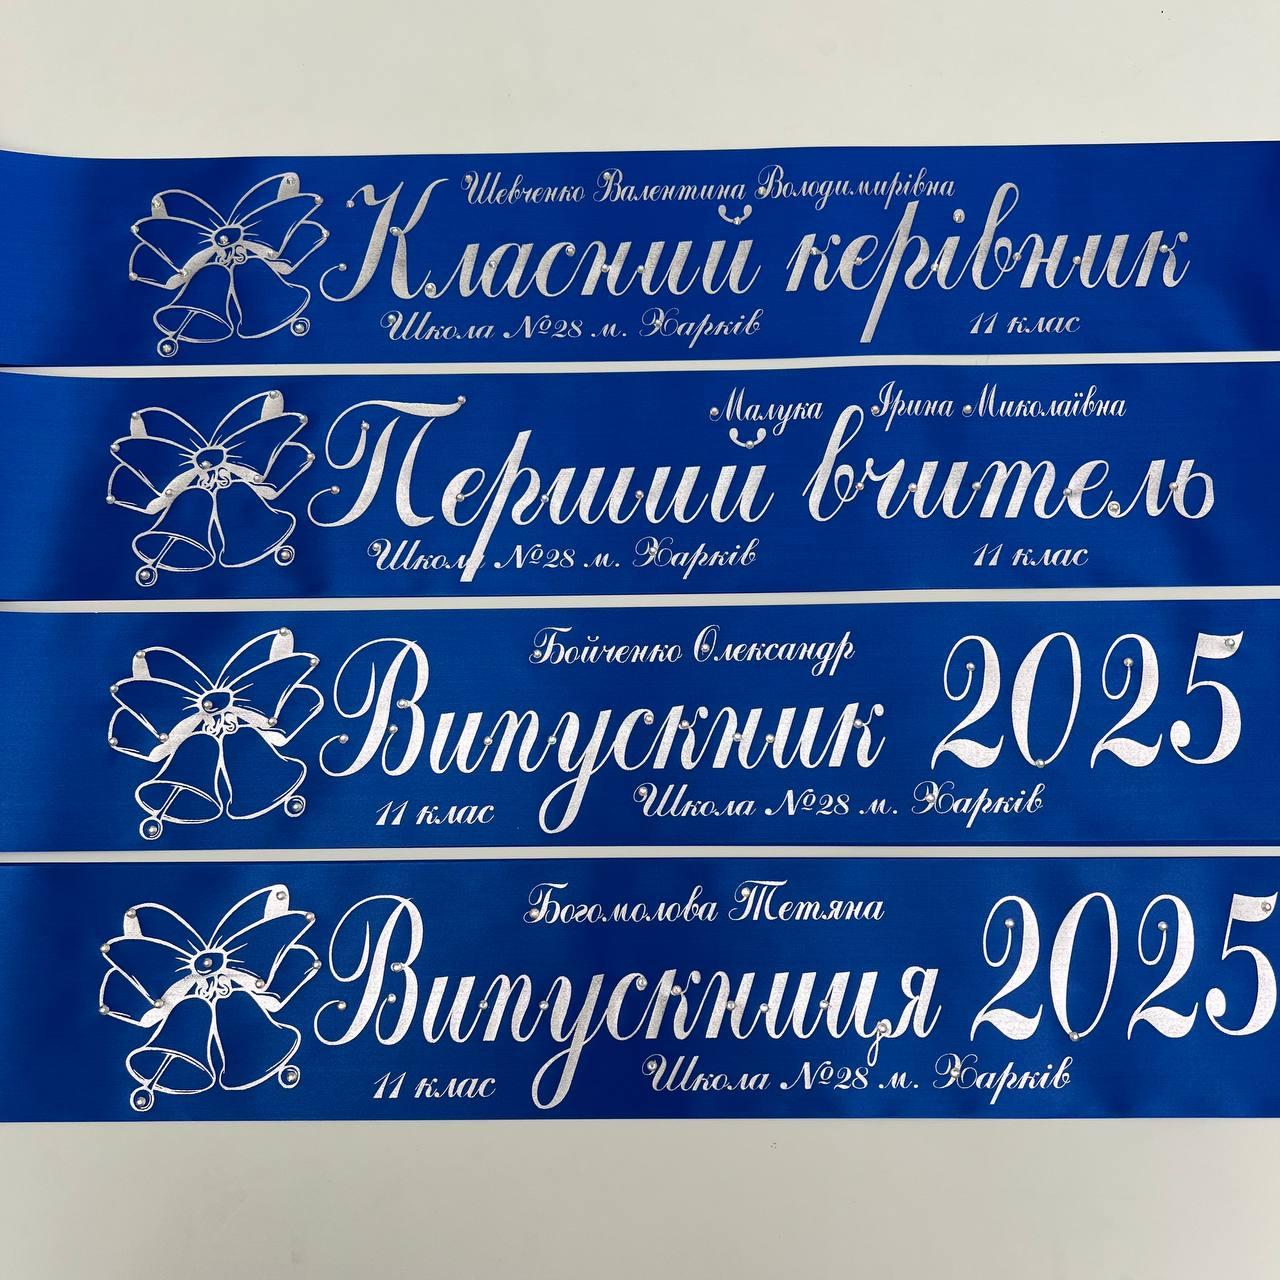 Шевченко Валентина Володимирівна
Класний керівник
Школа №28 м. Харків 11 клас
Малука Ірина Миколаївна
Перший вчитель
Школа №28 м. Харків 11 клас
Бойченко Олександр
Випускник 2025
11 клас Школа №28 м. Харків
Богомолова Тетяна
Випускниця 2025
11 клас Школа №28 м. Харків